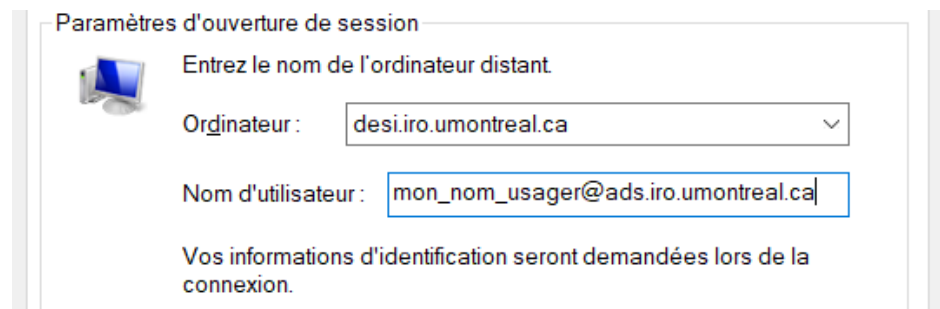 Paramètres d'ouverture de session
Entrez le nom de l'ordinateur distant.
Ordinateur : desi.iro.umontreal.ca
Nom d'utilisateur : mon_nom_usager@ads.iro.umontreal.ca
Vos informations d'identification seront demandées lors de la
connexion.